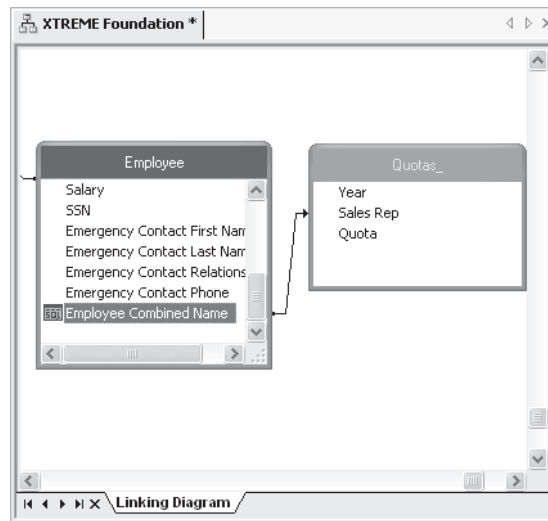 XTREME Foundation *
Employee
Salary
SSN
Emergency Contact First Nam
Emergency Contact Last Nam
Emergency Contact Relations
Emergency Contact Phone
SQL Employee Combined Name
Quotas_
Year
Sales Rep
Quota
Linking Diagram